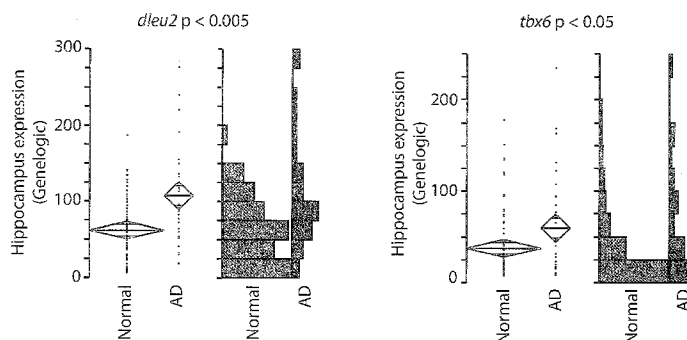 dleu2 p < 0.005
Hippocampus expression
(Genelogic)
300
200
100
0
Normal
AD
Normal
AD
tbx6 p < 0.05
Hippocampus expression
(Genelogic)
200
100
0
Normal
AD
Normal
AD